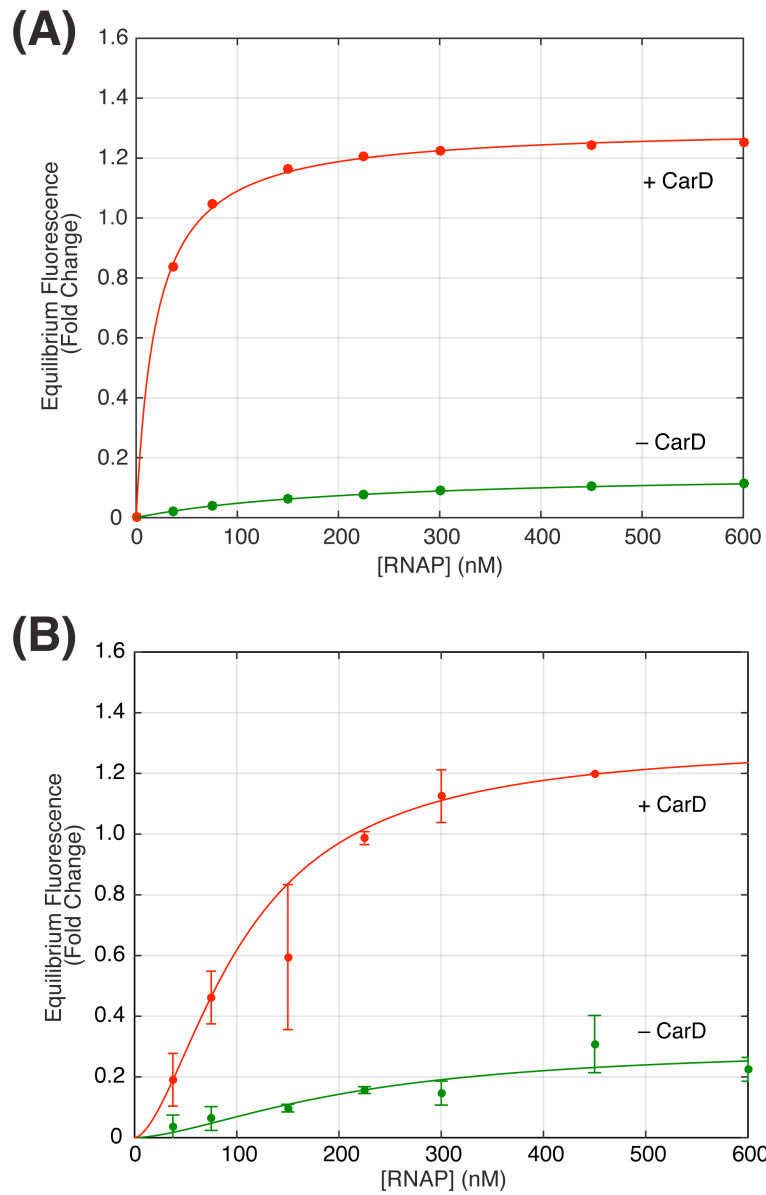 (A)
1.6
1.4
1.2
1.0
0.8
0.6
0.4
0.2
0
Equilibrium Fluorescence
(Fold Change)
+ CarD
– CarD
0 100 200 300 400 500 600
[RNAP] (nM)
(B)
1.6
1.4
1.2
1.0
0.8
0.6
0.4
0.2
0
Equilibrium Fluorescence
(Fold Change)
+ CarD
– CarD
0 100 200 300 400 500 600
[RNAP] (nM)